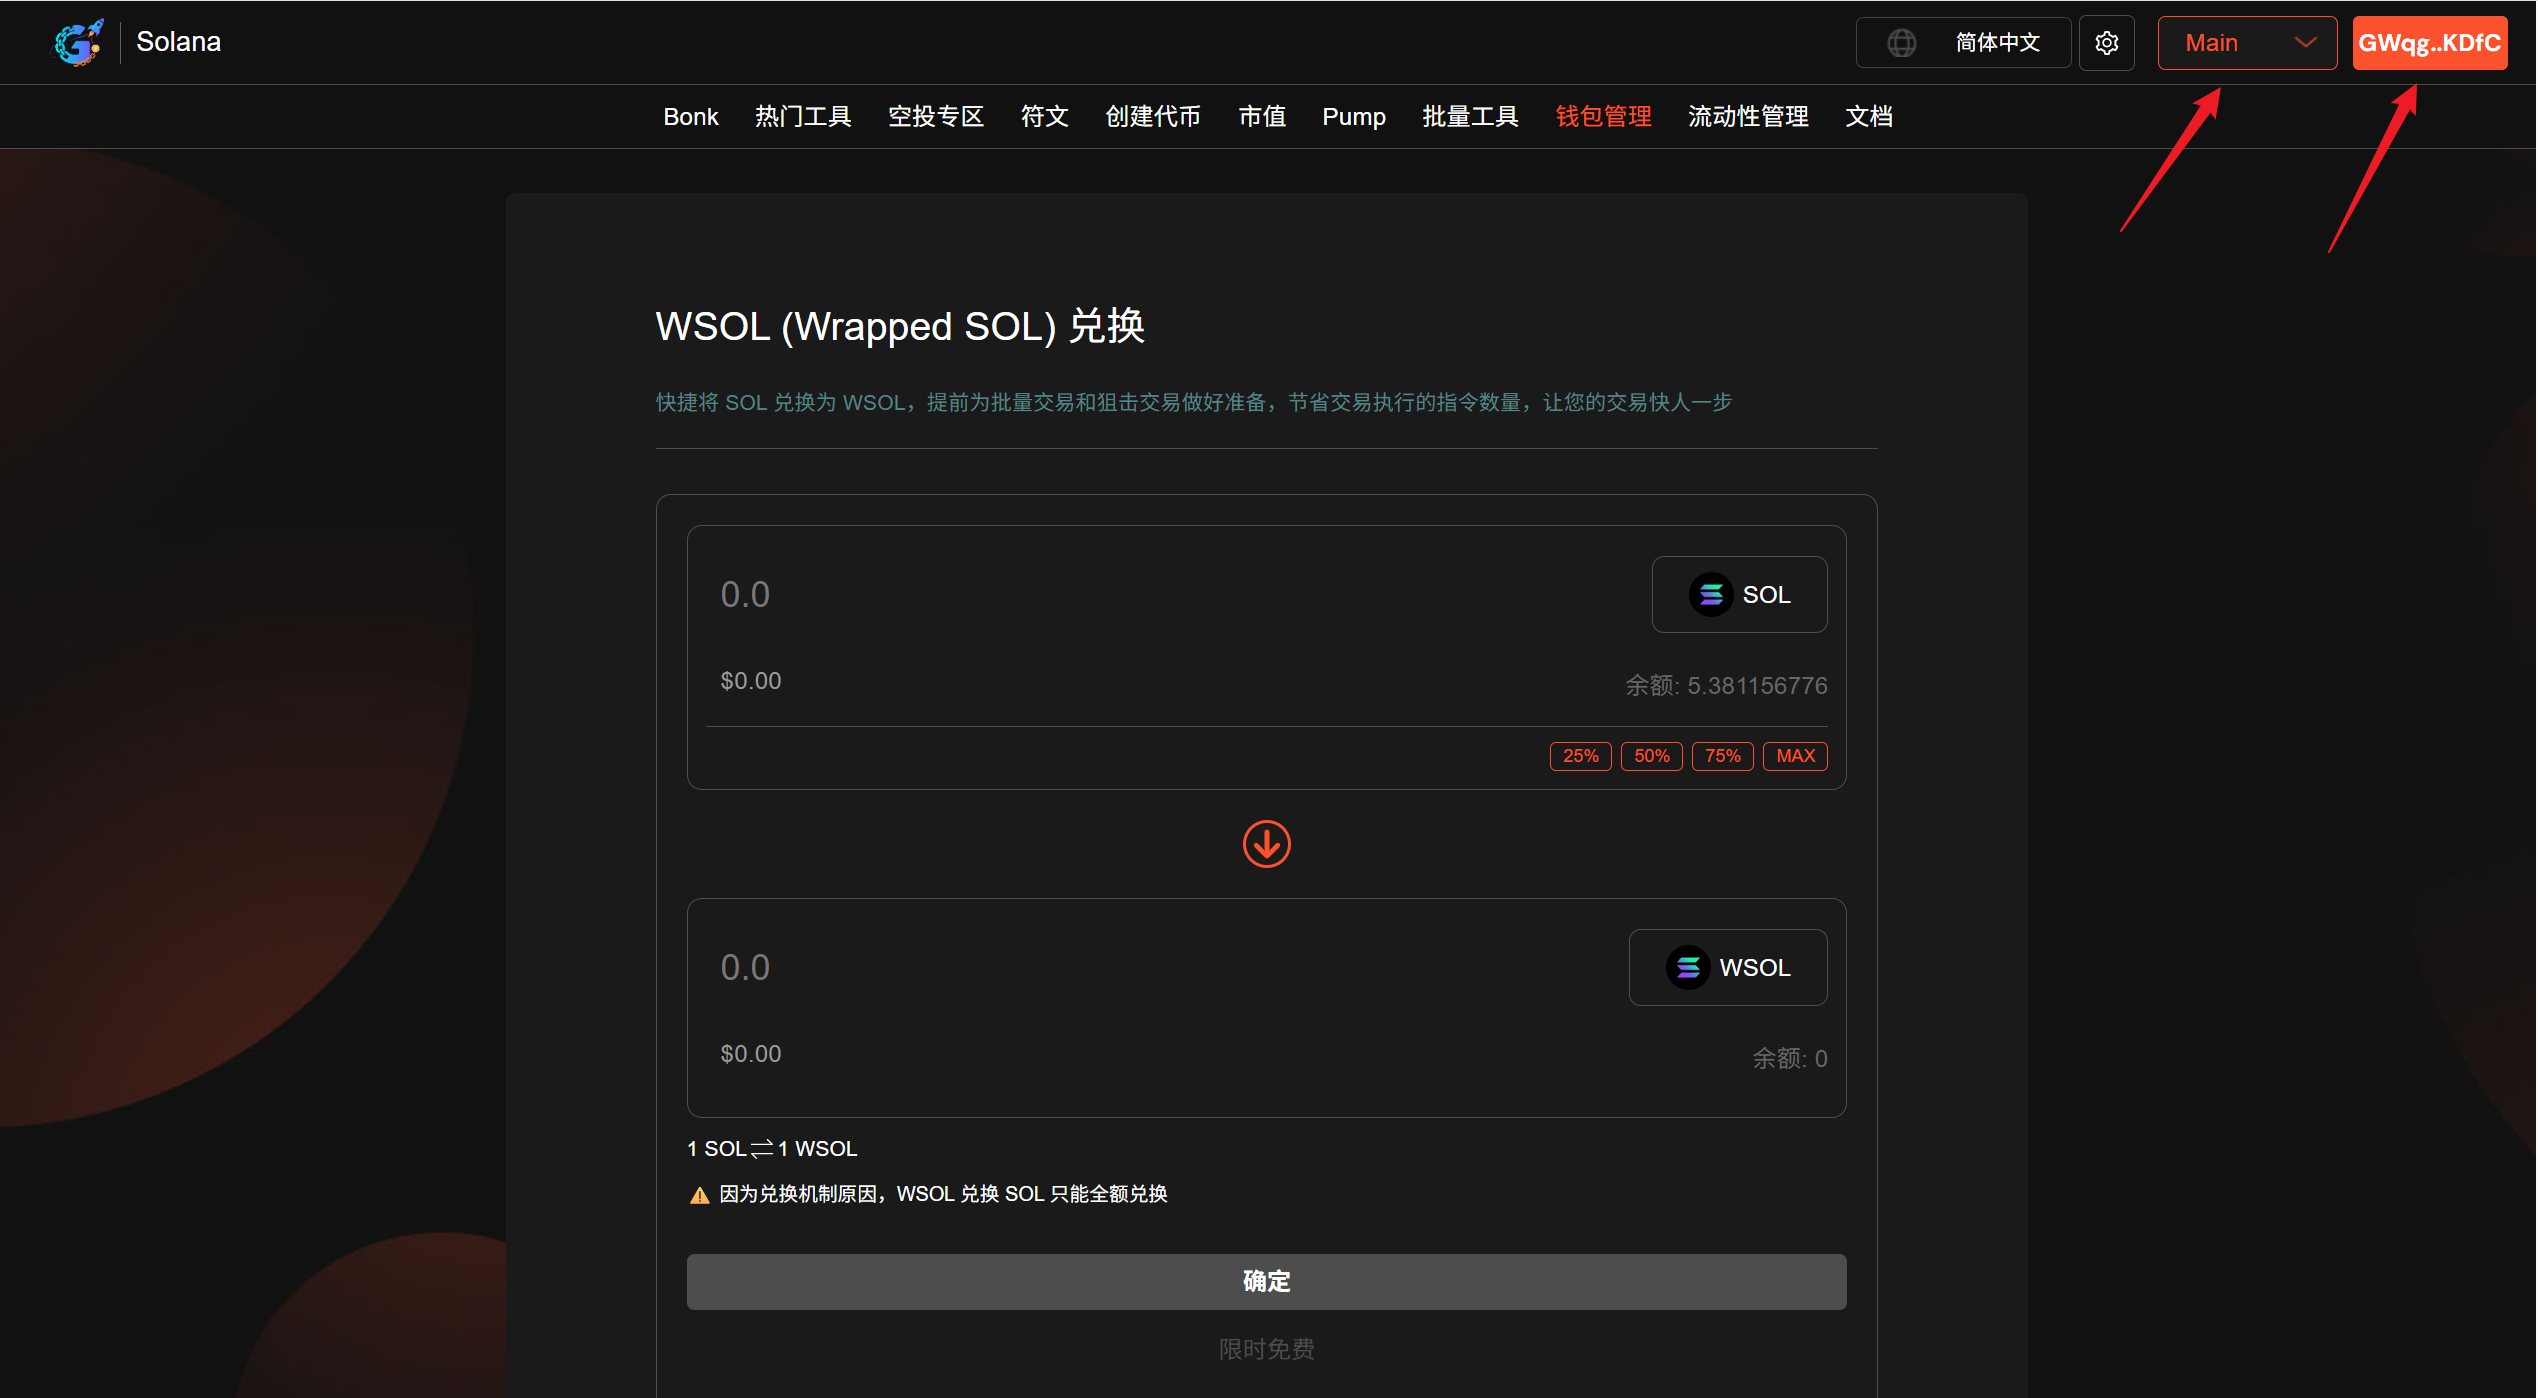 Solana
简体中文
Main
GWqg..KDfC
Bonk 热门工具 空投专区 符文 创建代币 市值 Pump 批量工具 钱包管理 流动性管理 文档
WSOL (Wrapped SOL) 兑换
快捷将 SOL 兑换为 WSOL，提前为批量交易和狙击交易做好准备，节省交易执行的指令数量，让您的交易快人一步
0.0
SOL
$0.00
余额: 5.381156776
25% 50% 75% MAX
0.0
WSOL
$0.00
余额: 0
1 SOL⇌1 WSOL
⚠️ 因为兑换机制原因，WSOL 兑换 SOL 只能全额兑换
确定
限时免费